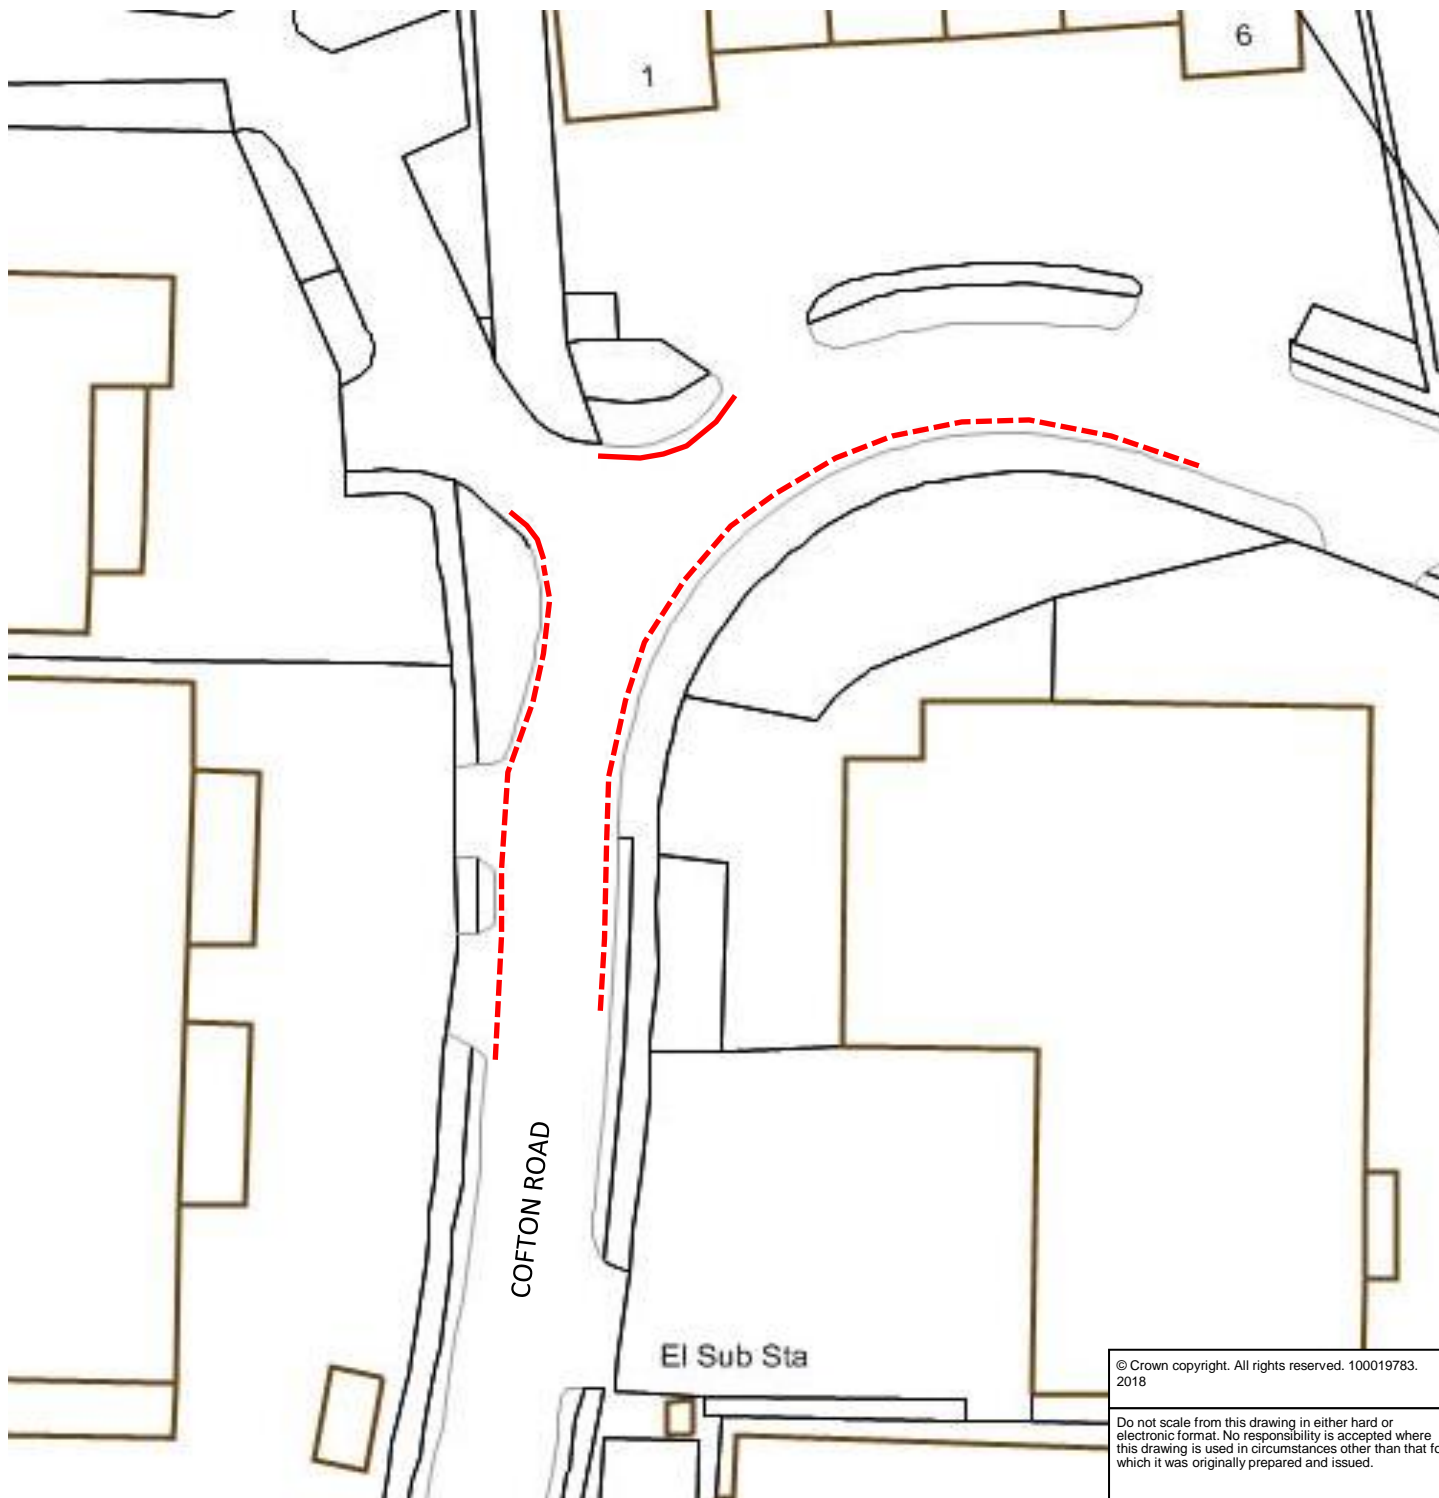 1
6
COFTON ROAD
El Sub Sta
© Crown copyright. All rights reserved. 100019783.
2018
Do not scale from this drawing in either hard or
electronic format. No responsibility is accepted where
this drawing is used in circumstances other than that fo
which it was originally prepared and issued.